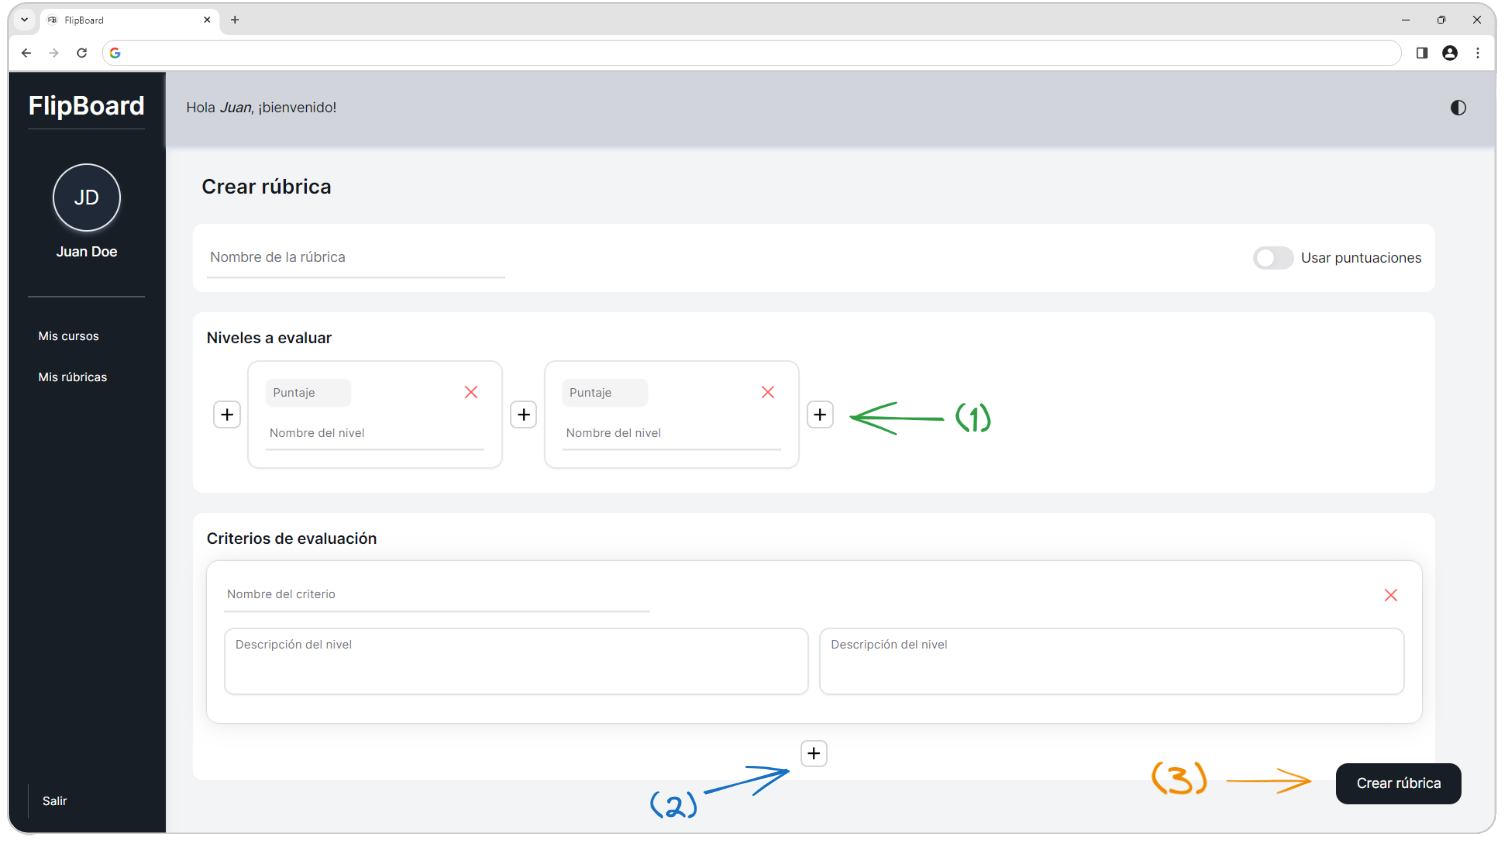 FlipBoard
FlipBoard
Hola Juan, ¡bienvenido!
JD
Juan Doe
Mis cursos
Mis rúbricas
Salir
Crear rúbrica
Nombre de la rúbrica
Usar puntuaciones
Niveles a evaluar
Puntaje
Nombre del nivel
Puntaje
Nombre del nivel
(1)
Criterios de evaluación
Nombre del criterio
Descripción del nivel
Descripción del nivel
(2)
(3)
Crear rúbrica